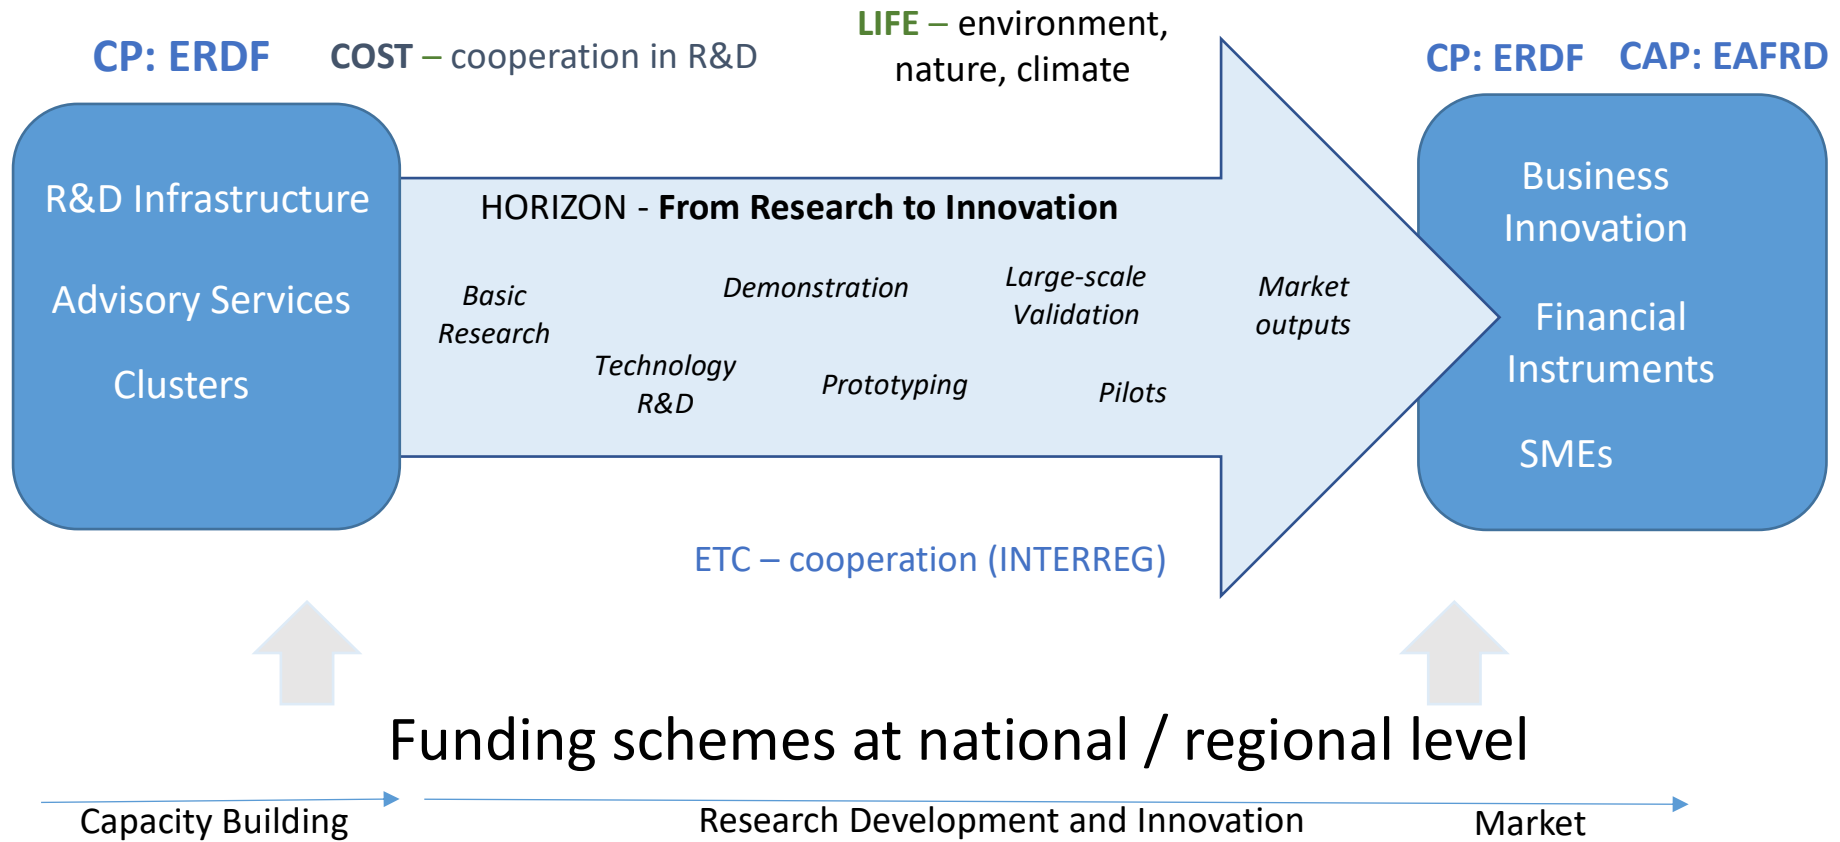 CP: ERDF
COST – cooperation in R&D
LIFE – environment,
nature, climate
CP: ERDF
CAP: EAFRD
R&D Infrastructure
Advisory Services
Clusters
HORIZON - From Research to Innovation
Basic
Research
Technology
R&D
Demonstration
Prototyping
Large-scale
Validation
Pilots
Market
outputs
Business
Innovation
Financial
Instruments
SMEs
ETC – cooperation (INTERREG)
Funding schemes at national / regional level
Capacity Building
Research Development and Innovation
Market